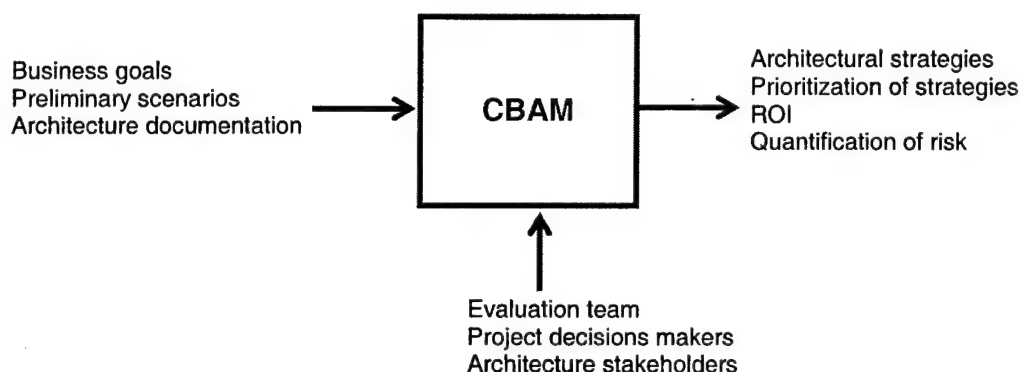 Business goals
Preliminary scenarios
Architecture documentation
CBAM
Architectural strategies
Prioritization of strategies
ROI
Quantification of risk
Evaluation team
Project decisions makers
Architecture stakeholders